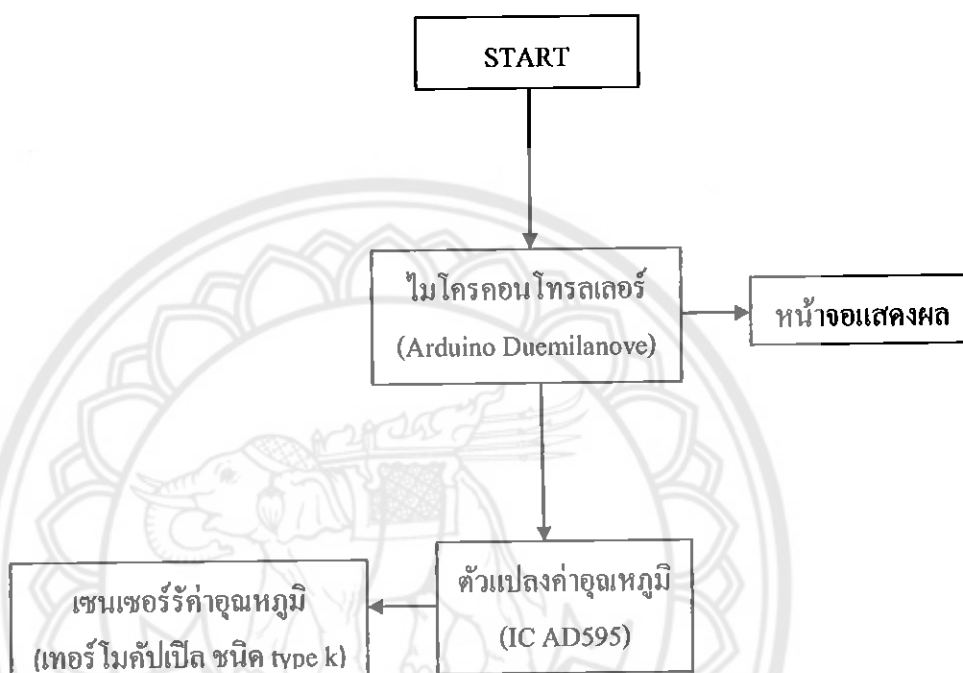 START
ไมโครคอนโทรลเลอร์
(Arduino Duemilanove)
หน้าจอแสดงผล
ตัวแปลงค่าอุณหภูมิ
(IC AD595)
เซนเซอร์รัค่าอุณหภูมิ
(เทอร์โมคัปเปิล ชนิด type k)